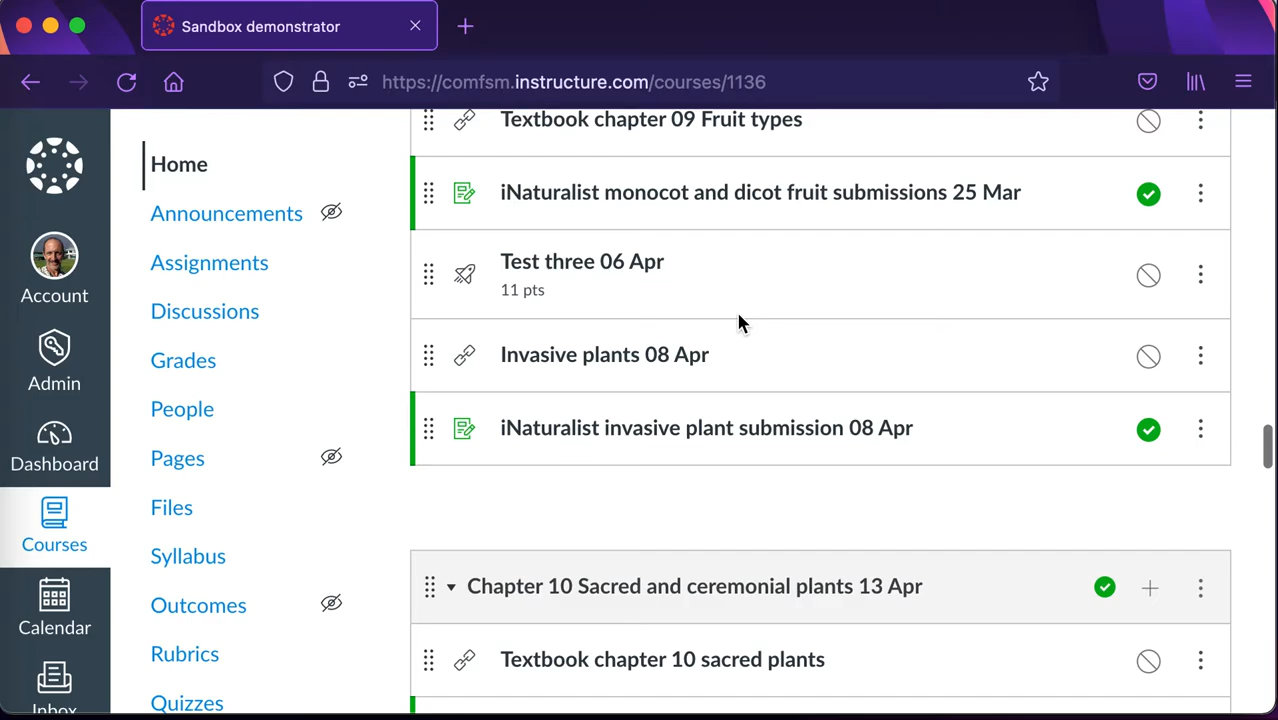 Sandbox demonstrator
https://comfsm.instructure.com/courses/1136
Account
Admin
Dashboard
Courses
Calendar
Inbox
Home
Announcements
Assignments
Discussions
Grades
People
Pages
Files
Syllabus
Outcomes
Rubrics
Quizzes
Textbook chapter 09 Fruit types
iNaturalist monocot and dicot fruit submissions 25 Mar
Test three 06 Apr
11 pts
Invasive plants 08 Apr
iNaturalist invasive plant submission 08 Apr
Chapter 10 Sacred and ceremonial plants 13 Apr
Textbook chapter 10 sacred plants